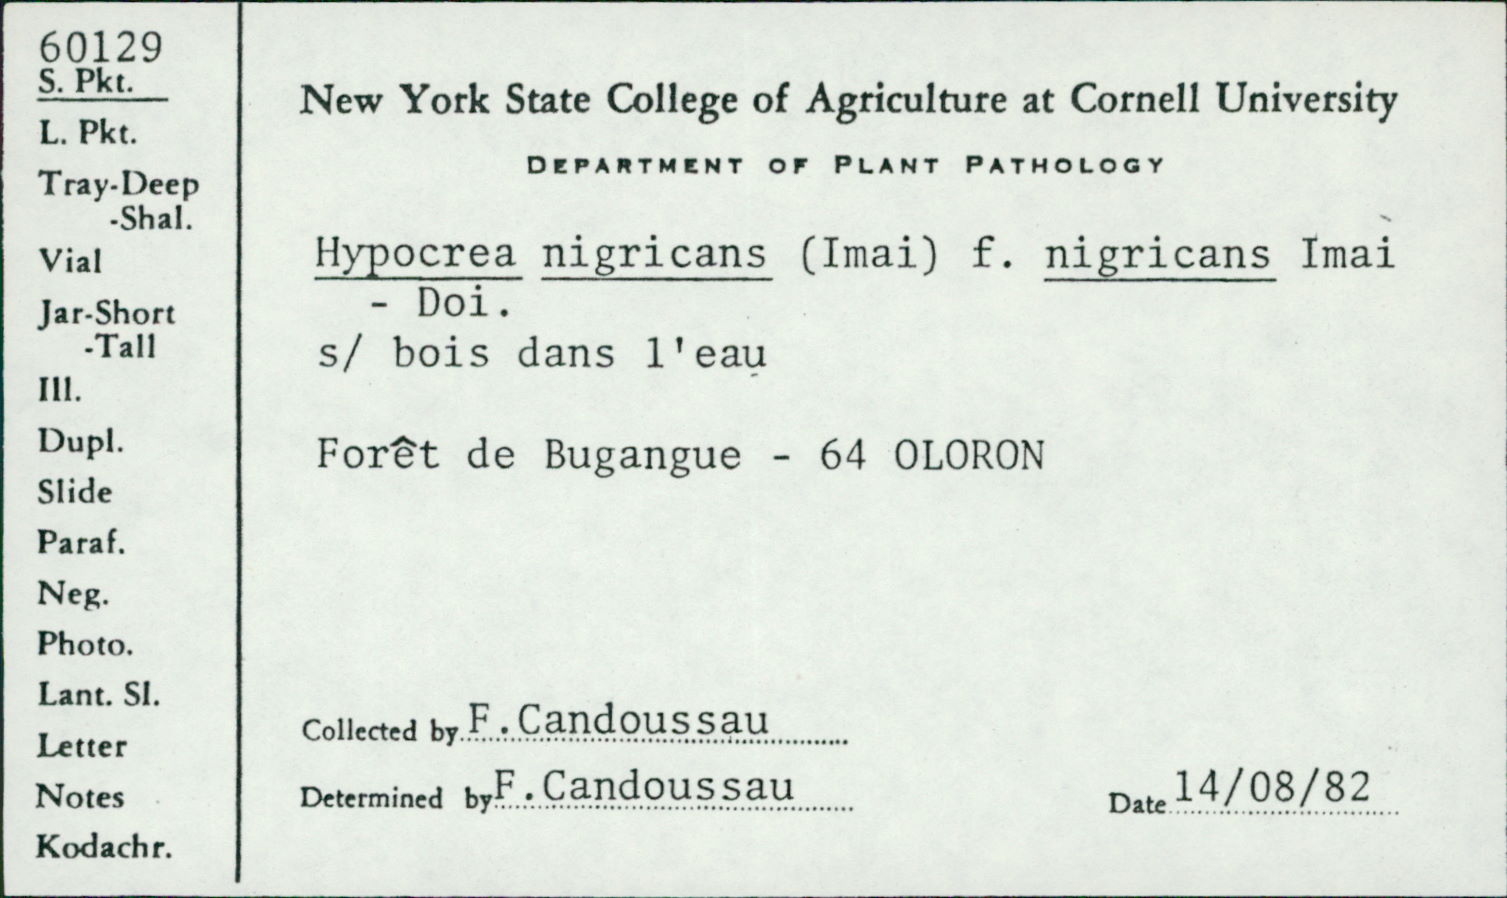 60129
S. Pkt.
L. Pkt.
Tray-Deep
-Shal.
Vial
Jar-Short
-Tall
Ill.
Dupl.
Slide
Paraf.
Neg.
Photo.
Lant. Sl.
Letter
Notes
Kodachr.
New York State College of Agriculture at Cornell University
DEPARTMENT OF PLANT PATHOLOGY
Hypocrea nigricans (Imai) f. nigricans Imai
- Doi.
s/ bois dans l'eau
Forêt de Bugangue - 64 OLORON
Collected by F.Candoussau
Determined by F.Candoussau
Date 14/08/82